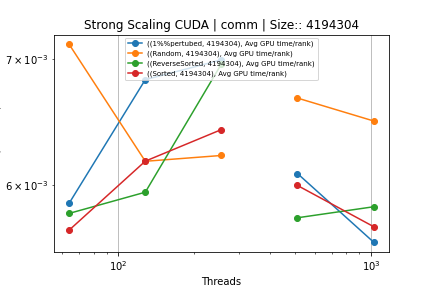 Strong Scaling CUDA | comm | Size:: 4194304
((1%%pertubed, 4194304), Avg GPU time/rank)
((Random, 4194304), Avg GPU time/rank)
((ReverseSorted, 4194304), Avg GPU time/rank)
((Sorted, 4194304), Avg GPU time/rank)
7 × 10⁻³
6 × 10⁻³
10² 10³
Threads